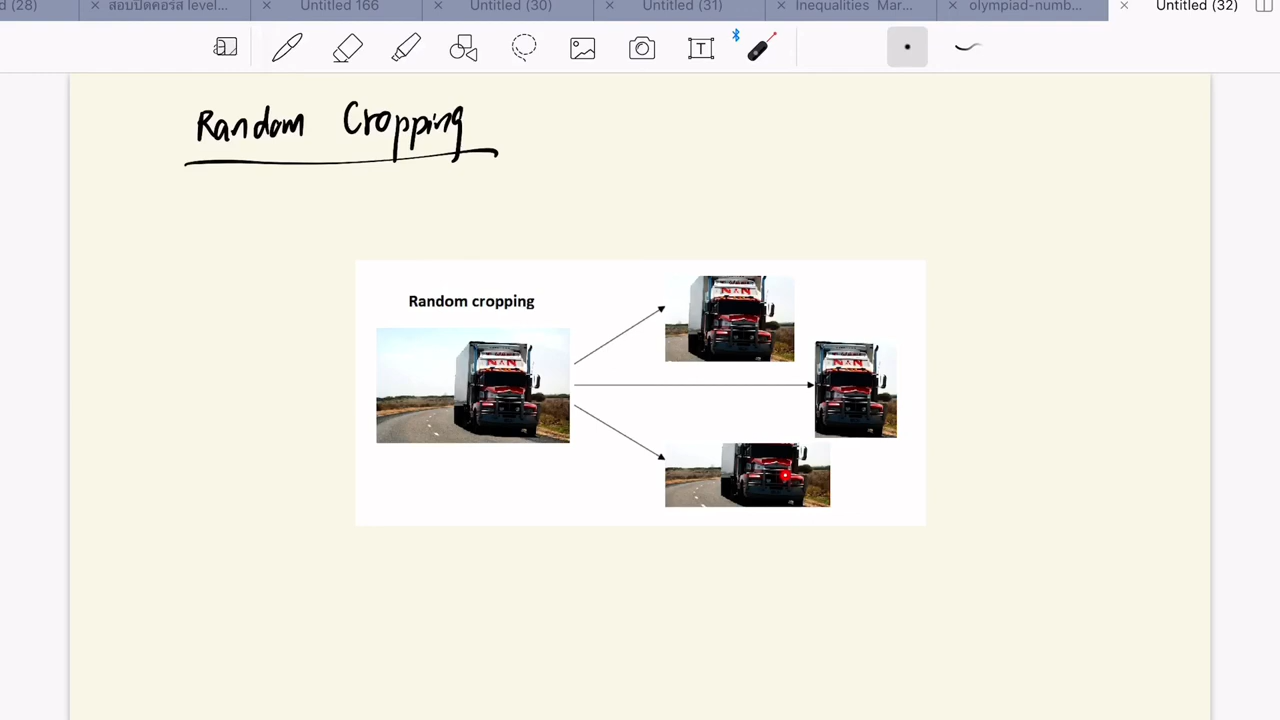 d (28)
สอบปิดคอร์ส level...
Untitled 166
Untitled (30)
Untitled (31)
Inequalities Mar...
olympiad-numb...
Untitled (32)
T
Random Cropping
Random cropping